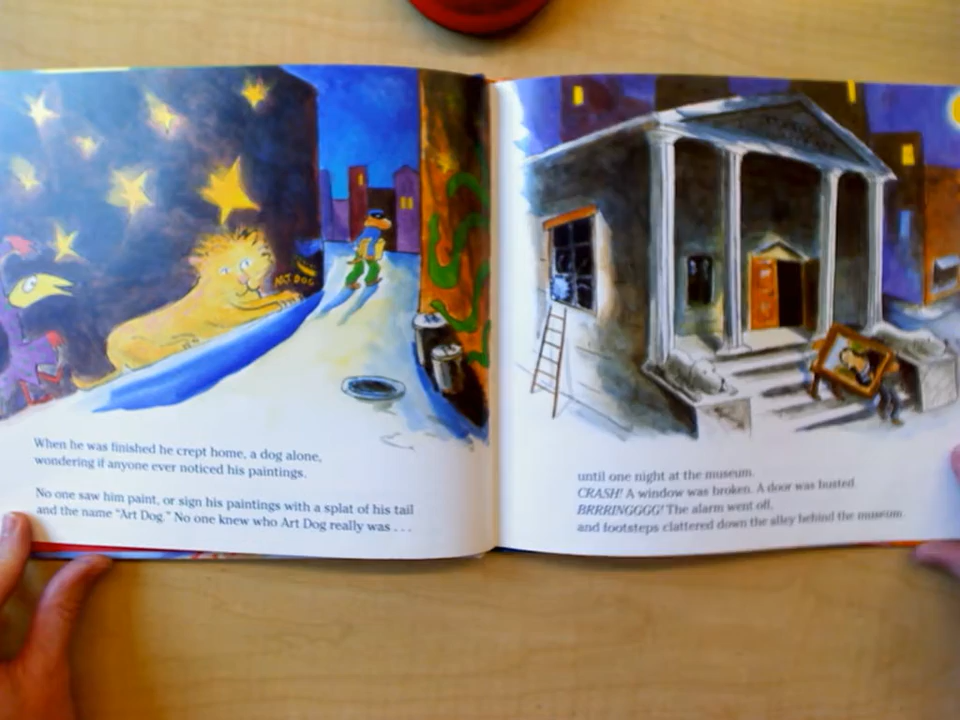 ART DOG
When he was finished he crept home, a dog alone,
wondering if anyone ever noticed his paintings.
No one saw him paint, or sign his paintings with a splat of his tail
and the name “Art Dog.” No one knew who Art Dog really was . . .
until one night at the museum.
CRASH! A window was broken. A door was busted.
BRRRINGGGG! The alarm went off,
and footsteps clattered down the alley behind the museum.